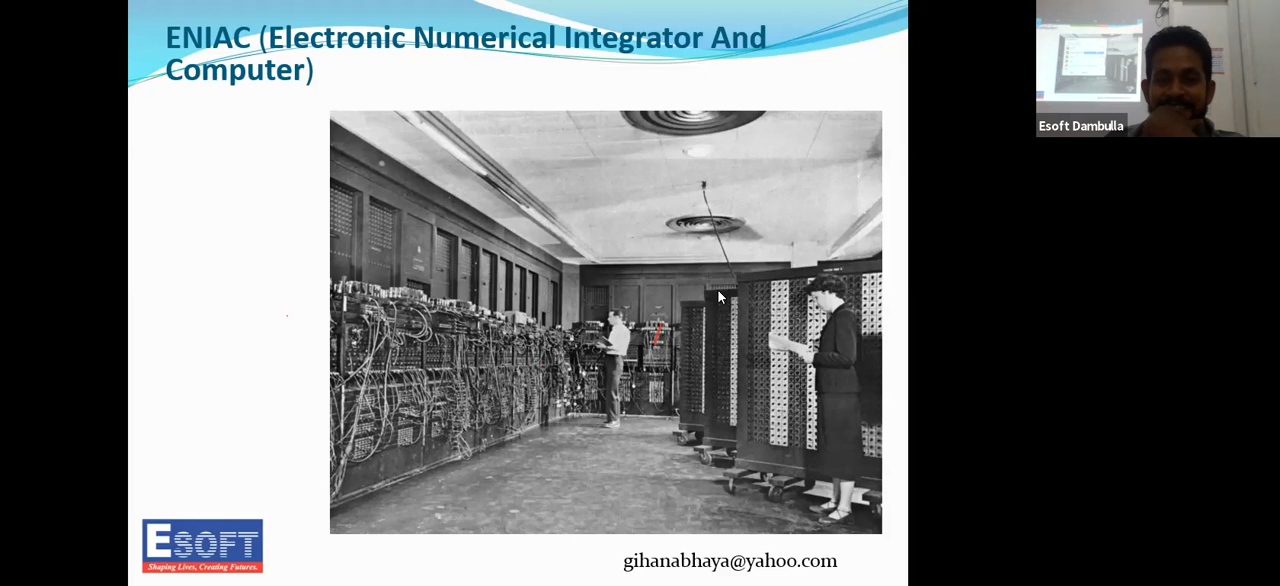 ENIAC (Electronic Numerical Integrator And
Computer)
Esoft Dambulla
ESOFT
Shaping Lives, Creating Futures.
gihanabhaya@yahoo.com